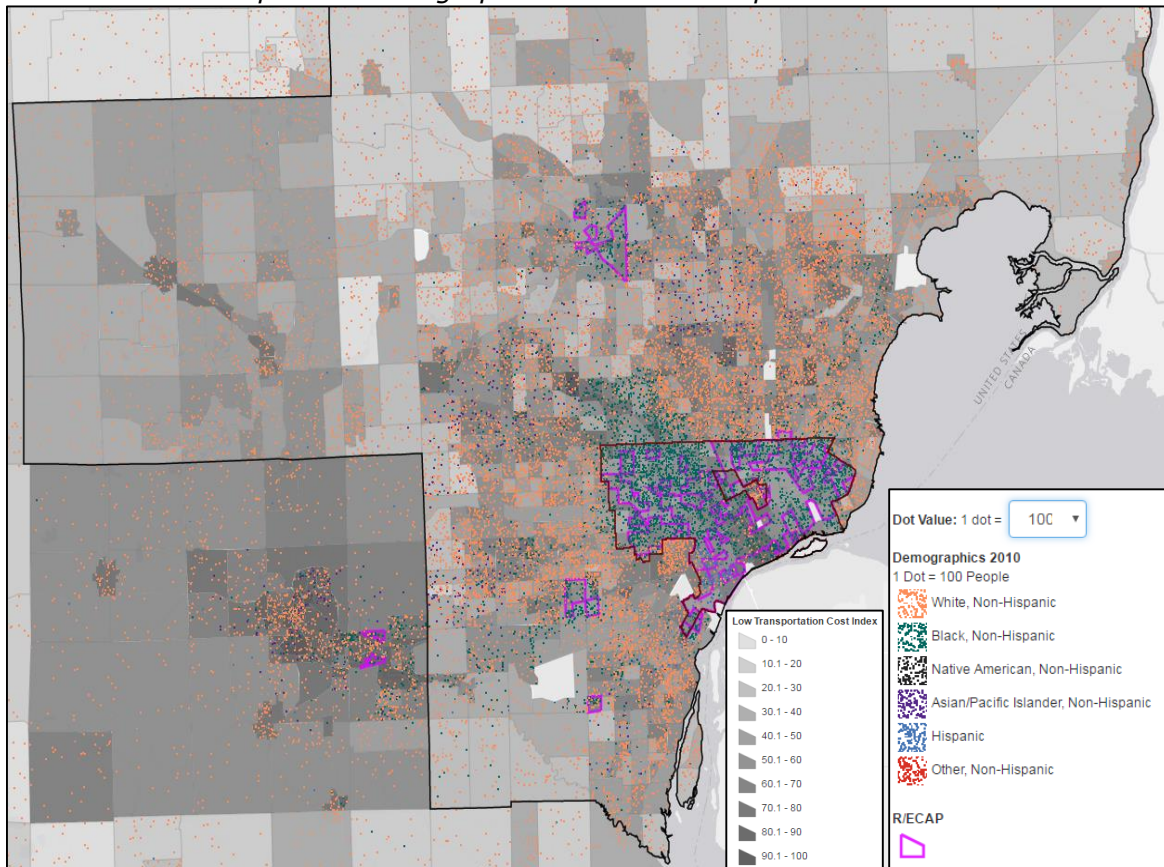 UNITED STATES
CANADA
Dot Value: 1 dot = 100
Demographics 2010
1 Dot = 100 People
White, Non-Hispanic
Black, Non-Hispanic
Native American, Non-Hispanic
Asian/Pacific Islander, Non-Hispanic
Hispanic
Other, Non-Hispanic
R/ECAP
Low Transportation Cost Index
0 - 10
10.1 - 20
20.1 - 30
30.1 - 40
40.1 - 50
50.1 - 60
60.1 - 70
70.1 - 80
80.1 - 90
90.1 - 100